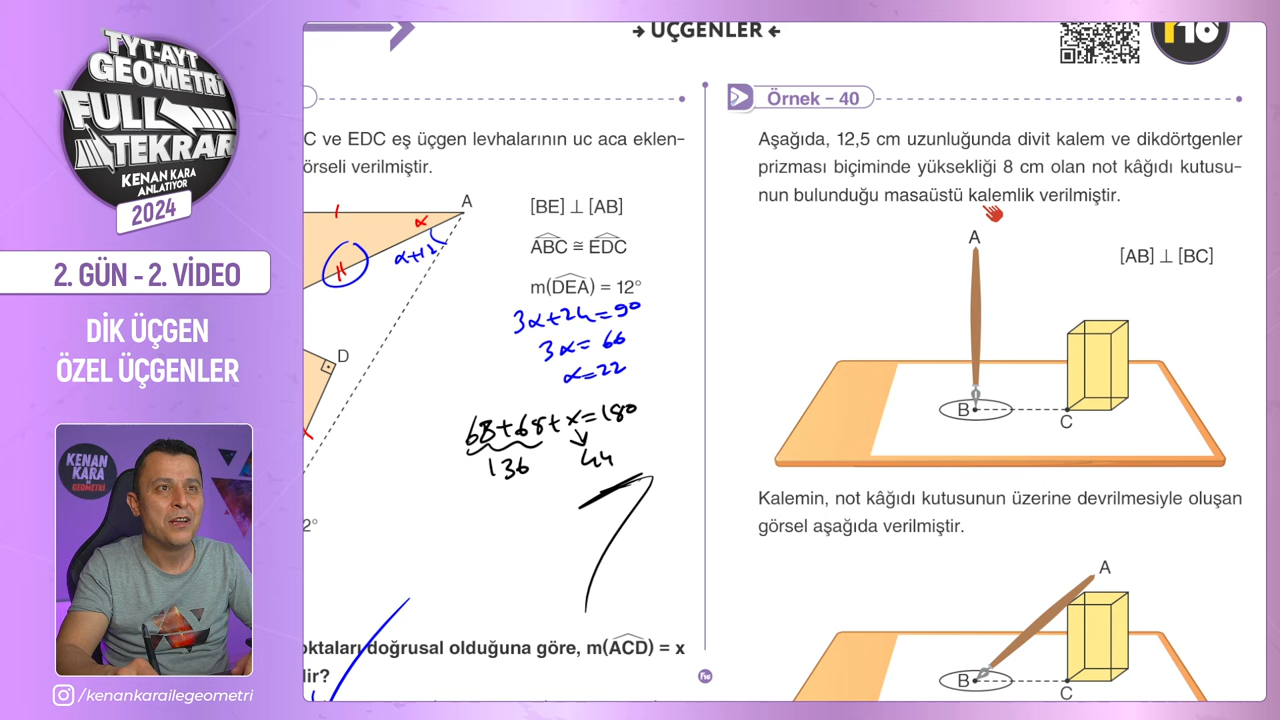 TYT-AYT
GEOMETRİ
FULL
TEKRAR
KENAN KARA
ANLATIYOR
2024
2. GÜN - 2. VİDEO
DİK ÜÇGEN
ÖZEL ÜÇGENLER
KENAN
KARA
ile
GEOMETRİ
/kenankarailegeometri
ÜÇGENLER
C ve EDC eş üçgen levhalarının uc aca eklen-
örseli verilmiştir.
A
α
α+12
H
D
[BE] ⊥ [AB]
ABC ≅ EDC
m(DEA) = 12°
3α+24=90
3α=66
α=22
68+68+x=180
136
44
2°
oktaları doğrusal olduğuna göre, m(ACD) = x
dir?
Örnek – 40
Aşağıda, 12,5 cm uzunluğunda divit kalem ve dikdörtgenler
prizması biçiminde yüksekliği 8 cm olan not kâğıdı kutusu-
nun bulunduğu masaüstü kalemlik verilmiştir.
A
[AB] ⊥ [BC]
B
C
Kalemin, not kâğıdı kutusunun üzerine devrilmesiyle oluşan
görsel aşağıda verilmiştir.
A
B
C